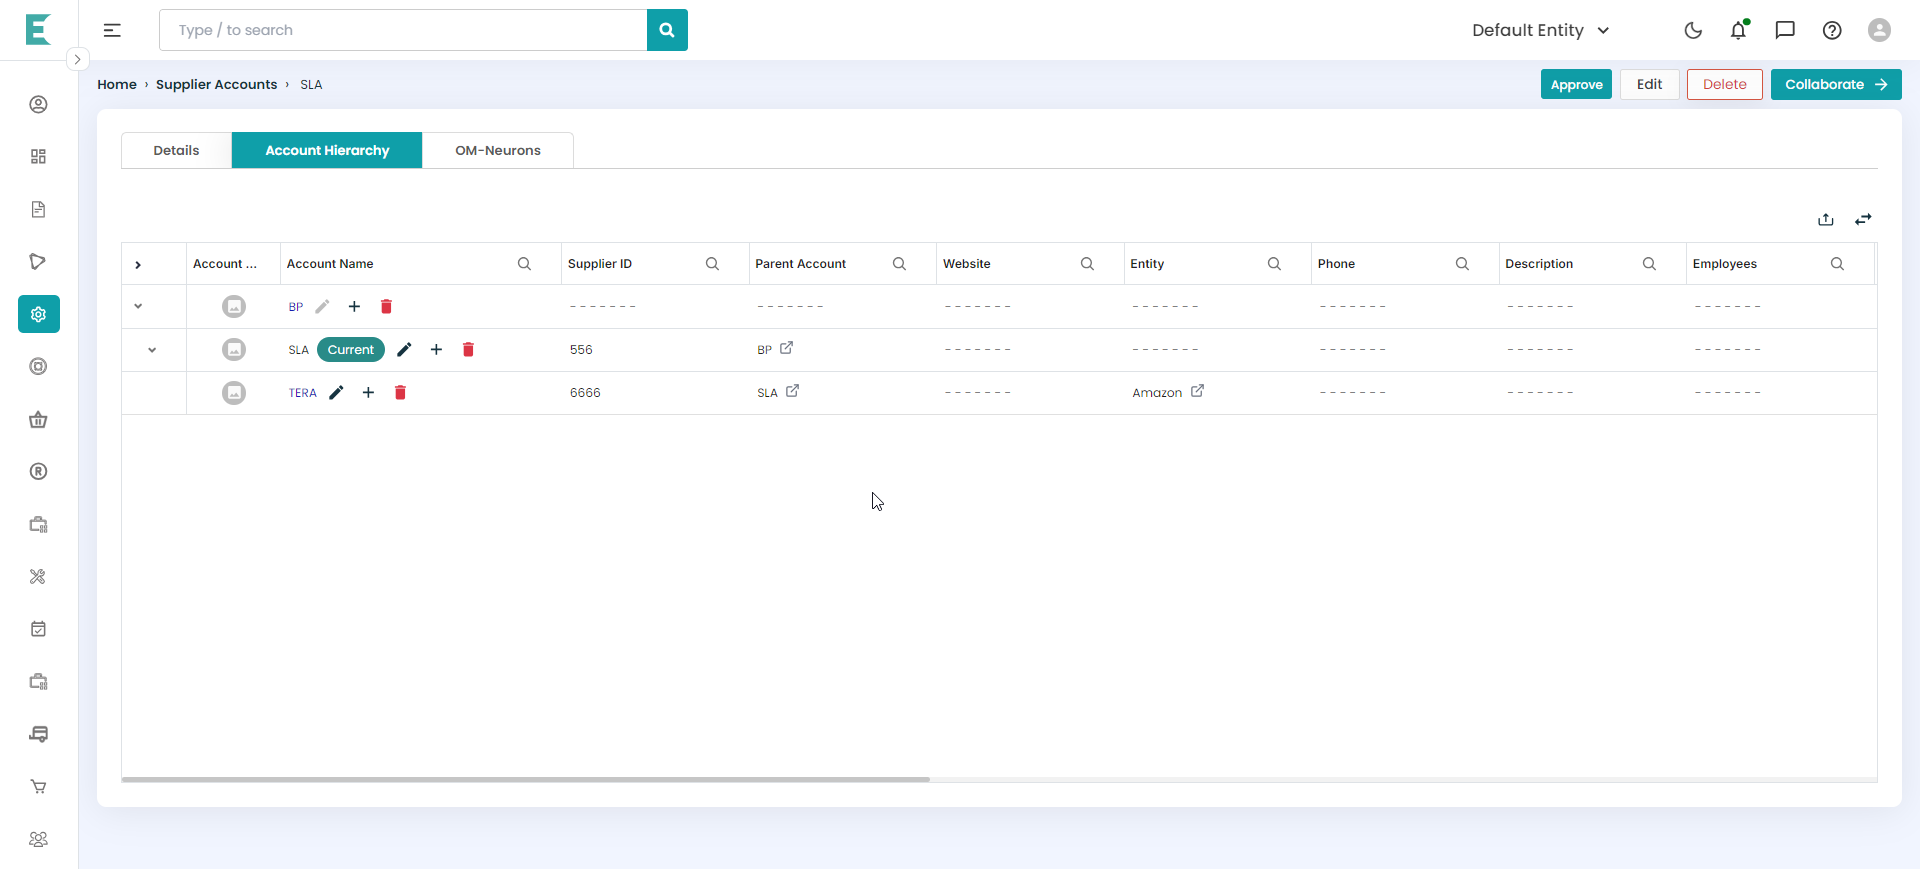 Type / to search
Default Entity
Home › Supplier Accounts › SLA
Approve Edit Delete Collaborate
Details Account Hierarchy OM-Neurons
Account ... Account Name Supplier ID Parent Account Website Entity Phone Description Employees
BP ------- ------- ------- ------- ------- ------- -------
SLA Current 556 BP ------- ------- ------- ------- -------
TERA 6666 SLA ------- Amazon ------- ------- -------